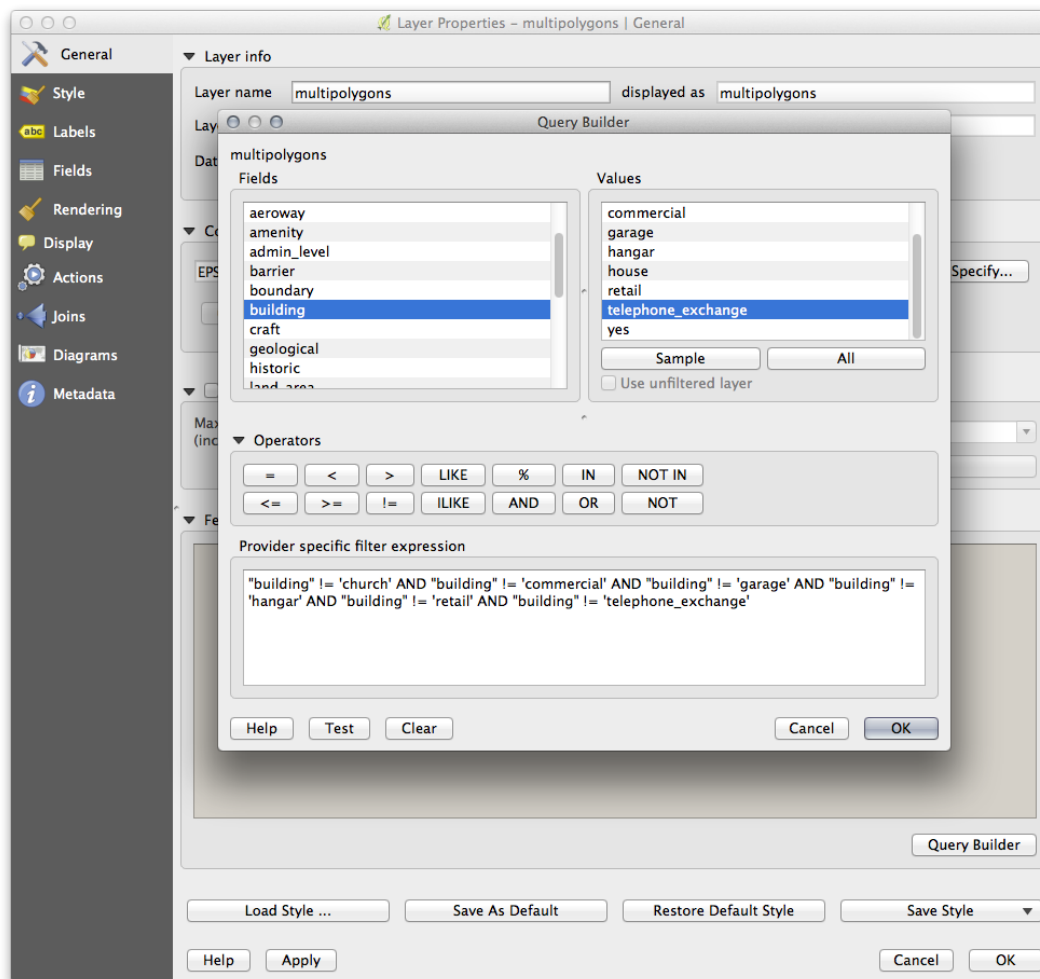 Layer Properties – multipolygons | General
General
Style
Labels
Fields
Rendering
Display
Actions
Joins
Diagrams
Metadata
Layer info
Layer name multipolygons displayed as multipolygons
Query Builder
multipolygons
Fields
aeroway
amenity
admin_level
barrier
boundary
building
craft
geological
historic
land_area
Values
commercial
garage
hangar
house
retail
telephone_exchange
yes
Sample All
Use unfiltered layer
Specify...
Operators
= < > LIKE % IN NOT IN
<= >= != ILIKE AND OR NOT
Provider specific filter expression
"building" != 'church' AND "building" != 'commercial' AND "building" != 'garage' AND "building" !=
'hangar' AND "building" != 'retail' AND "building" != 'telephone_exchange'
Help Test Clear Cancel OK
Query Builder
Load Style ... Save As Default Restore Default Style Save Style
Help Apply Cancel OK